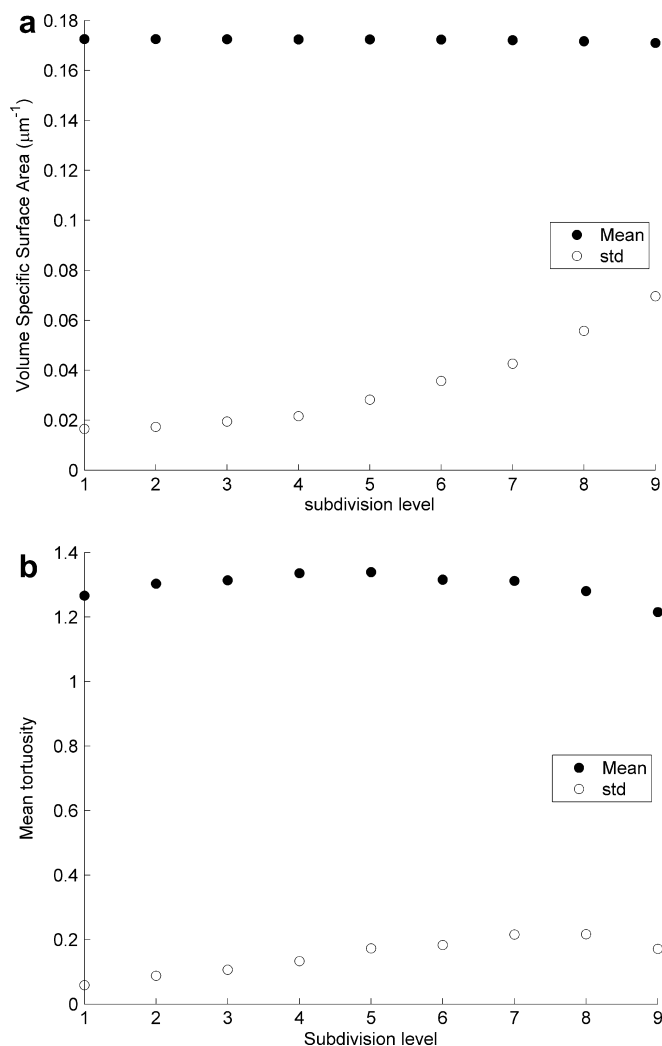 a
0.18
0.16
0.14
0.12
0.1
0.08
0.06
0.04
0.02
0
Volume Specific Surface Area (μm⁻¹)
Mean
std
1 2 3 4 5 6 7 8 9
subdivision level
b
1.4
1.2
1
0.8
0.6
0.4
0.2
0
Mean tortuosity
Mean
std
1 2 3 4 5 6 7 8 9
Subdivision level